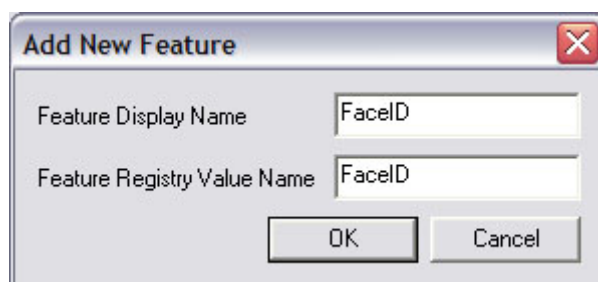 Add New Feature
Feature Display Name FaceID
Feature Registry Value Name FaceID
OK Cancel